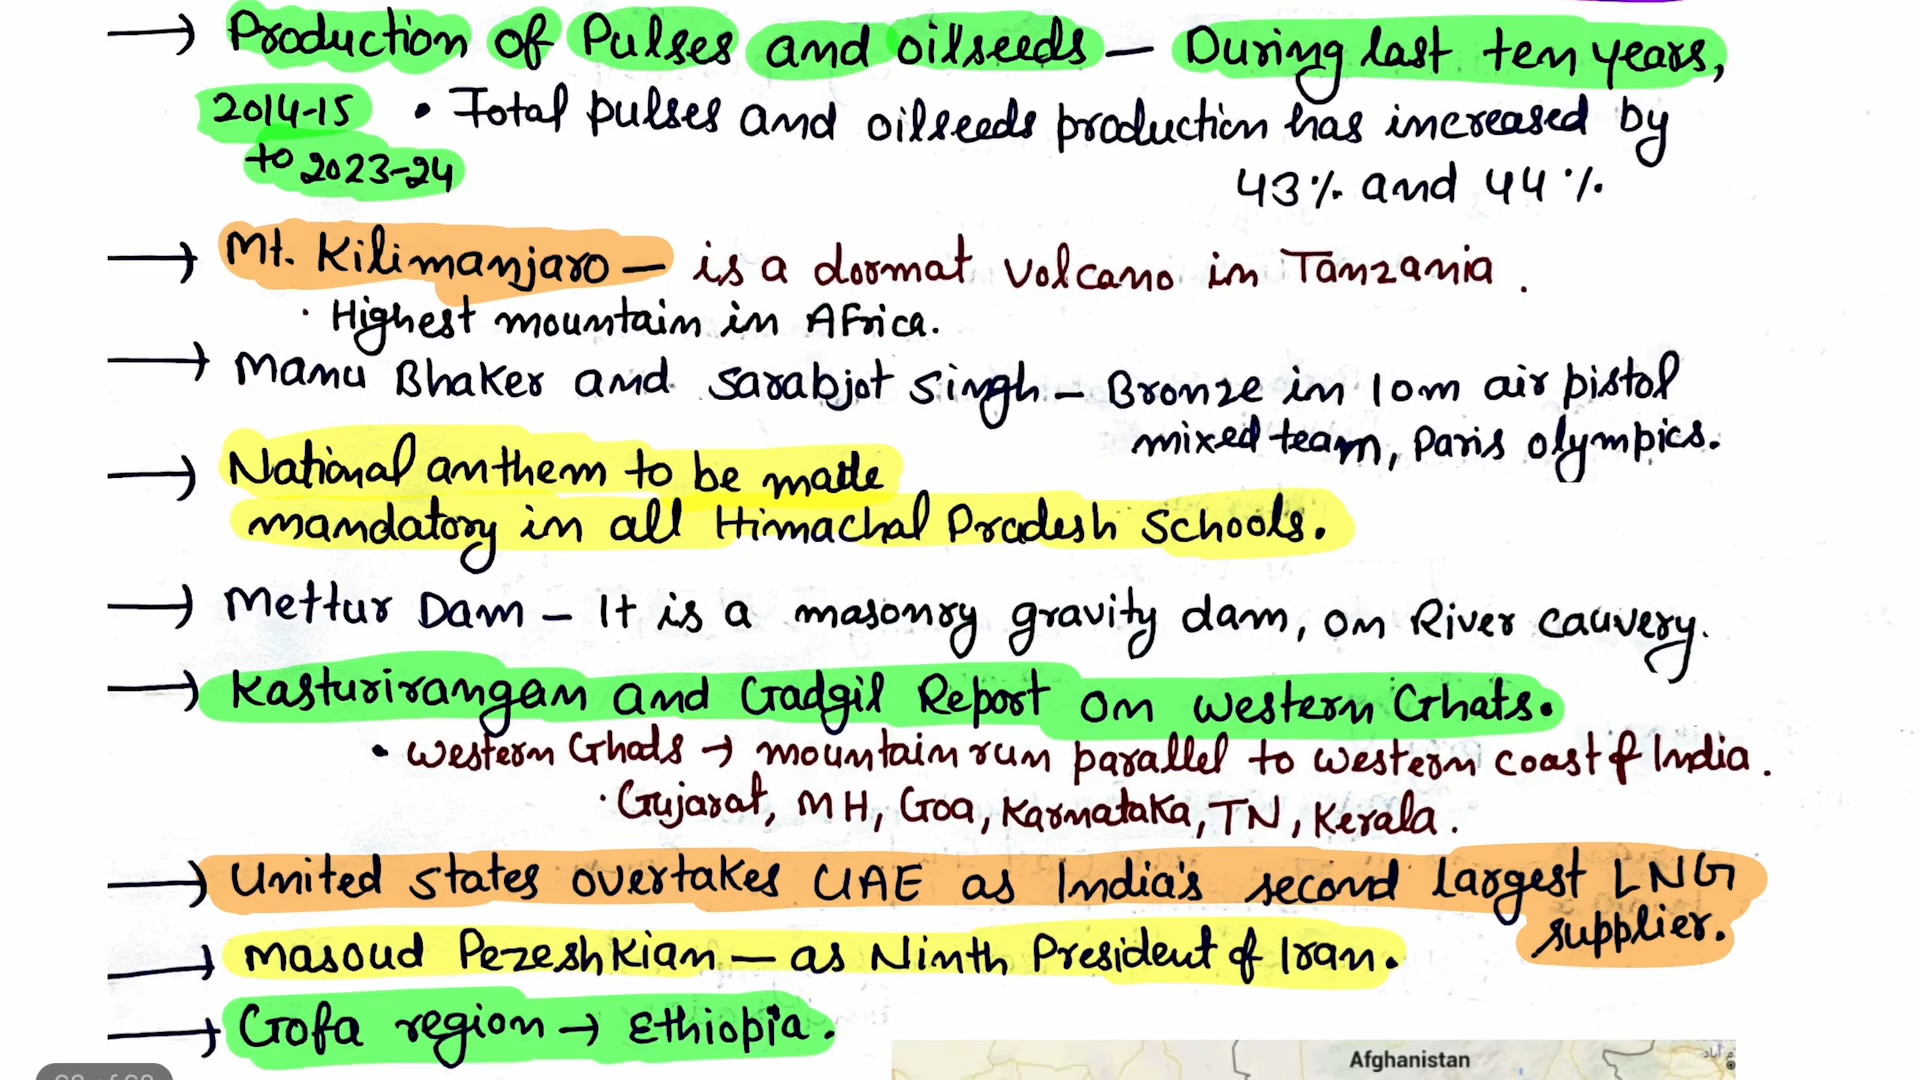 → Production of Pulses and oilseeds — During last ten years,
2014-15 • Total pulses and oilseeds production has increased by
to 2023-24 43% and 44%.
→ Mt. Kilimanjaro — is a dormat volcano in Tanzania.
· Highest mountain in Africa.
→ Manu Bhaker and Sarabjot Singh — Bronze in 10m air pistol
mixed team, Paris olympics.
→ National anthem to be made
mandatory in all Himachal Pradesh Schools.
→ Mettur Dam — It is a masonry gravity dam, on River Cauvery.
→ Kasturirangan and Gadgil Report on Western Ghats.
• Western Ghats → mountain run parallel to western coast of India.
· Gujarat, MH, Goa, Karnataka, TN, Kerala.
→ United States overtakes UAE as India's second largest LNG
supplier.
→ Masoud Pezeshkian — as Ninth President of Iran.
→ Gofa region → Ethiopia.
Afghanistan